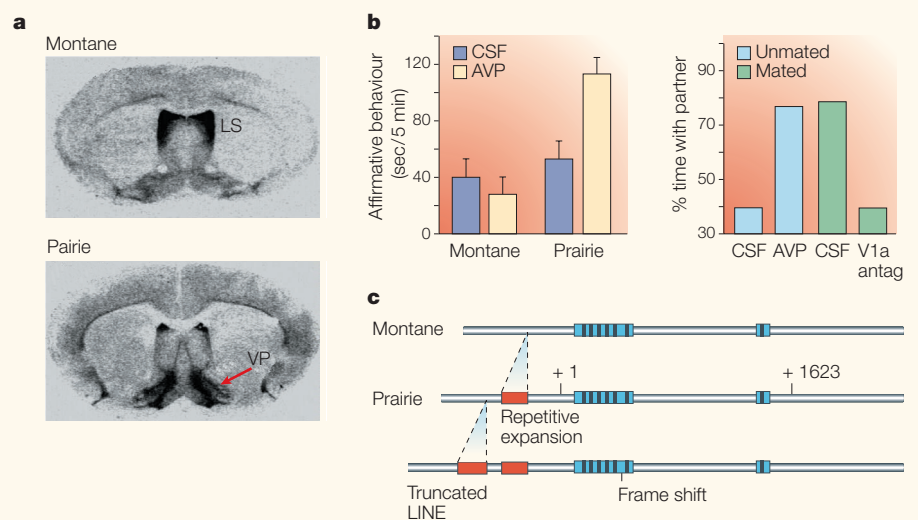 a
Montane
LS
Pairie
VP
b
Affirmative behaviour
(sec/5 min)
120
80
40
0
CSF
AVP
Montane
Prairie
% time with partner
90
70
50
30
Unmated
Mated
CSF
AVP
CSF
V1a
antag
c
Montane
Prairie
+ 1
+ 1623
Repetitive
expansion
Truncated
LINE
Frame shift